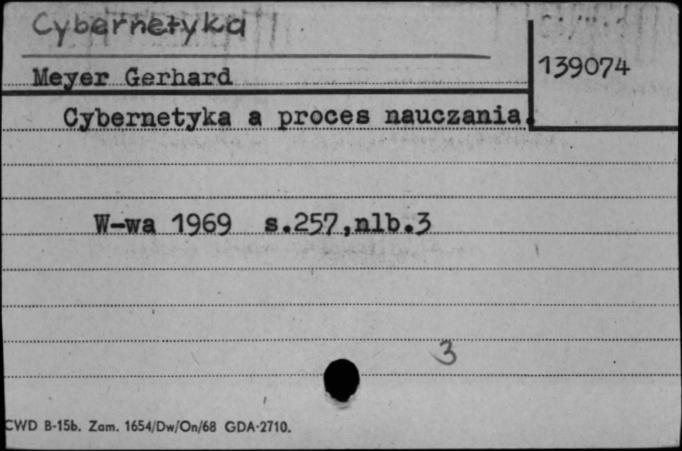 Cybernetyka
139074
Meyer Gerhard
Cybernetyka a proces nauczania.
W-wa 1969 s.257,nlb.3
3
CWD B-15b. Zam. 1654/Dw/On/68 GDA-2710.